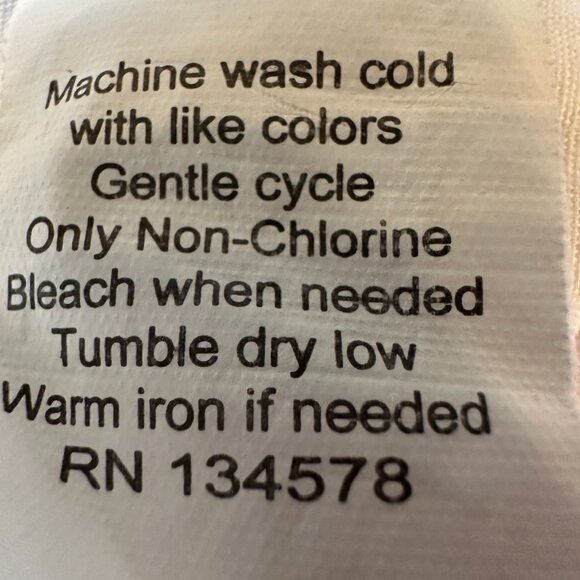 Machine wash cold
with like colors
Gentle cycle
Only Non-Chlorine
Bleach when needed
Tumble dry low
Warm iron if needed
RN 134578